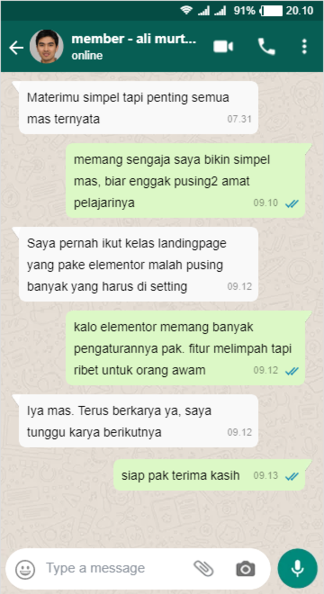 91% 20.10
member - ali murt...
online
Materimu simpel tapi penting semua
mas ternyata 07.31
memang sengaja saya bikin simpel
mas, biar enggak pusing2 amat
pelajarinya 09.10
Saya pernah ikut kelas landingpage
yang pake elementor malah pusing
banyak yang harus di setting 09.12
kalo elementor memang banyak
pengaturannya pak. fitur melimpah tapi
ribet untuk orang awam 09.12
Iya mas. Terus berkarya ya, saya
tunggu karya berikutnya 09.12
siap pak terima kasih 09.13
Type a message